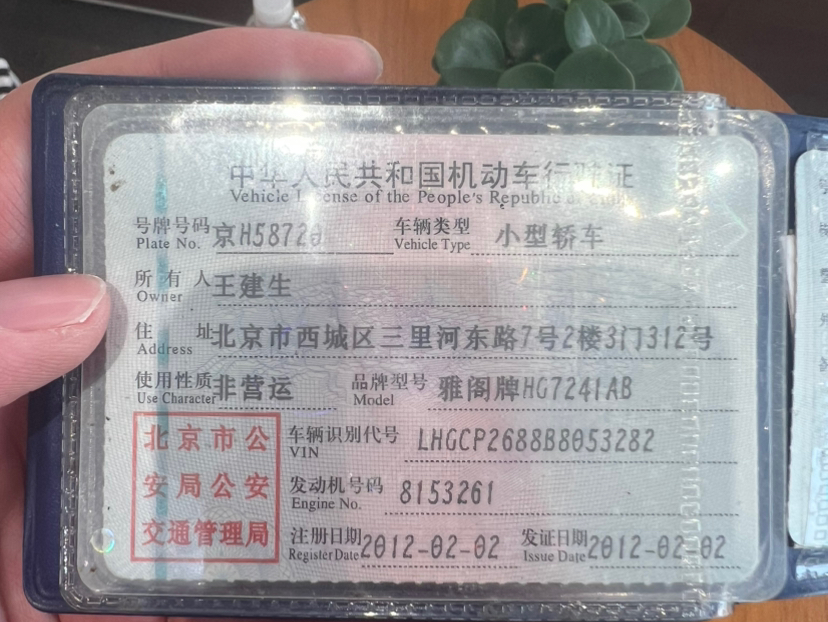 中华人民共和国机动车行驶证
Vehicle License of the People's Republic of China
号牌号码 京H58720 车辆类型 小型轿车
Plate No. Vehicle Type
所有人 王建生
Owner
住址 北京市西城区三里河东路7号2楼3门312号
Address
使用性质 非营运 品牌型号 雅阁牌HG7241AB
Use Character Model
北京市公 车辆识别代号 LHGCP2688B8053282
VIN
安局公安 发动机号码 8153261
Engine No.
交通管理局 注册日期 2012-02-02 发证日期 2012-02-02
Register Date Issue Date